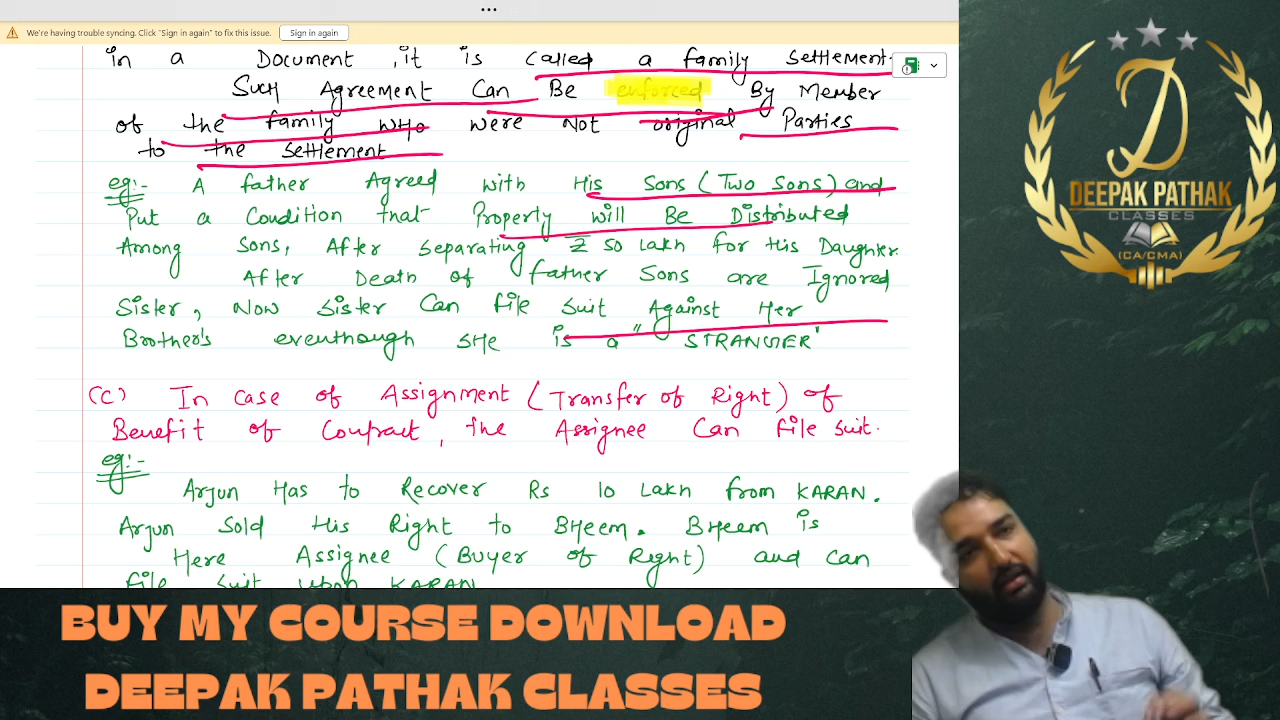 We're having trouble syncing. Click "Sign in again" to fix this issue. Sign in again
in a Document, it is called a family Settlement.
Such Agreement Can Be enforced By Member
of the family who were Not original Parties
to the Settlement
eg:- A father Agreed with His Sons (Two Sons) and
Put a Condition that Property will Be Distributed
Among Sons, After separating ₹ 50 lakh for His Daughter.
After Death of father Sons are Ignored
Sister, Now Sister Can file suit Against Her
Brother's eventhough SHe is a "STRANGER"
(C) In case of Assignment (Transfer of Right) of
Benefit of Contract, the Assignee Can file suit.
eg:-
Arjun Has to Recover Rs 10 Lakh from KARAN.
Arjun Sold His Right to BHeem. BHeem is
Here Assignee (Buyer of Right) and can
file suit upon KARAN
D
DEEPAK PATHAK
CLASSES
(CA/CMA)
BUY MY COURSE DOWNLOAD
DEEPAK PATHAK CLASSES